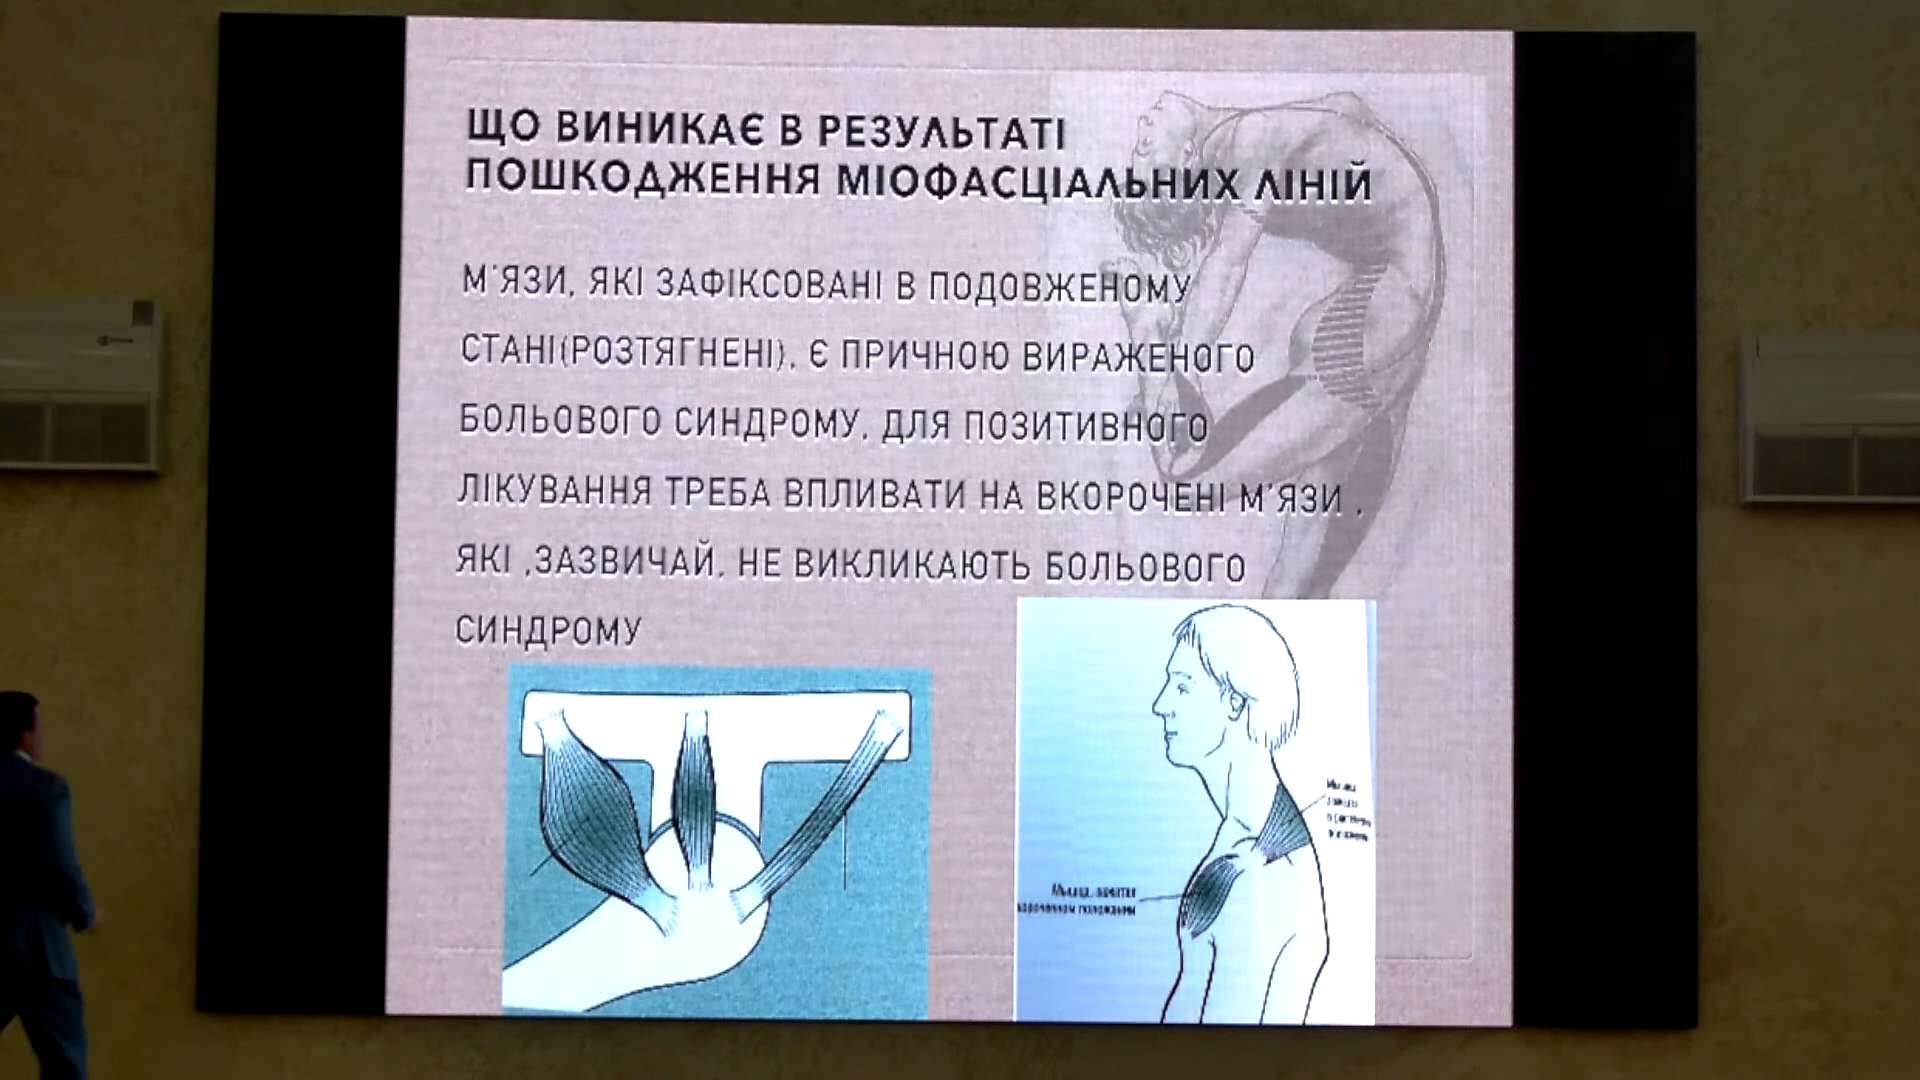 ЩО ВИНИКАЄ В РЕЗУЛЬТАТІ
ПОШКОДЖЕННЯ МІОФАСЦІАЛЬНИХ ЛІНІЙ
М'ЯЗИ, ЯКІ ЗАФІКСОВАНІ В ПОДОВЖЕНОМУ
СТАНІ(РОЗТЯГНЕНІ), Є ПРИЧНОЮ ВИРАЖЕНОГО
БОЛЬОВОГО СИНДРОМУ, ДЛЯ ПОЗИТИВНОГО
ЛІКУВАННЯ ТРЕБА ВПЛИВАТИ НА ВКОРОЧЕНІ М'ЯЗИ ,
ЯКІ ,ЗАЗВИЧАЙ, НЕ ВИКЛИКАЮТЬ БОЛЬОВОГО
СИНДРОМУ
положении